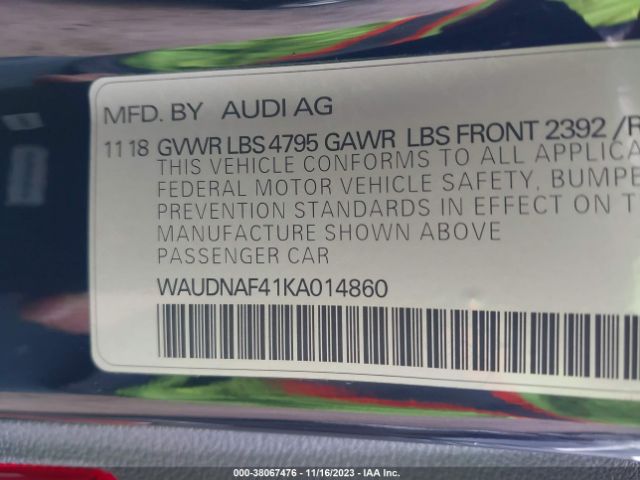 MFD. BY AUDI AG
11 18 GVWR LBS 4795 GAWR LBS FRONT 2392 /R
THIS VEHICLE CONFORMS TO ALL APPLICA
FEDERAL MOTOR VEHICLE SAFETY, BUMPE
PREVENTION STANDARDS IN EFFECT ON T
MANUFACTURE SHOWN ABOVE
PASSENGER CAR
WAUDNAF41KA014860
000-38067476 - 11/16/2023 - IAA Inc.